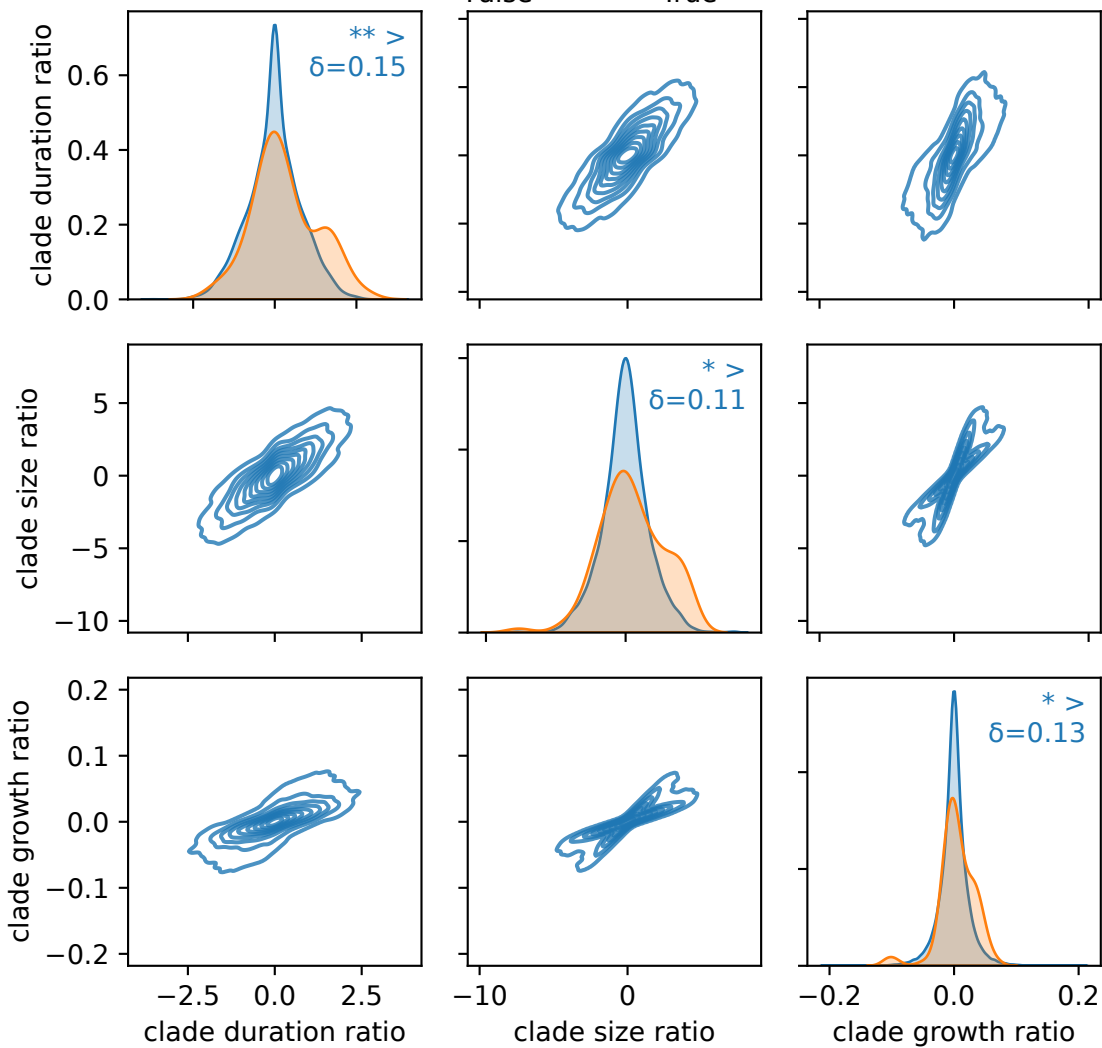 False True
** >
δ=0.15
clade duration ratio
0.6
0.4
0.2
0.0
* >
δ=0.11
clade size ratio
5
0
−5
−10
* >
δ=0.13
clade growth ratio
0.2
0.1
0.0
−0.1
−0.2
−2.5 0.0 2.5
−10 0
−0.2 0.0 0.2
clade duration ratio
clade size ratio
clade growth ratio